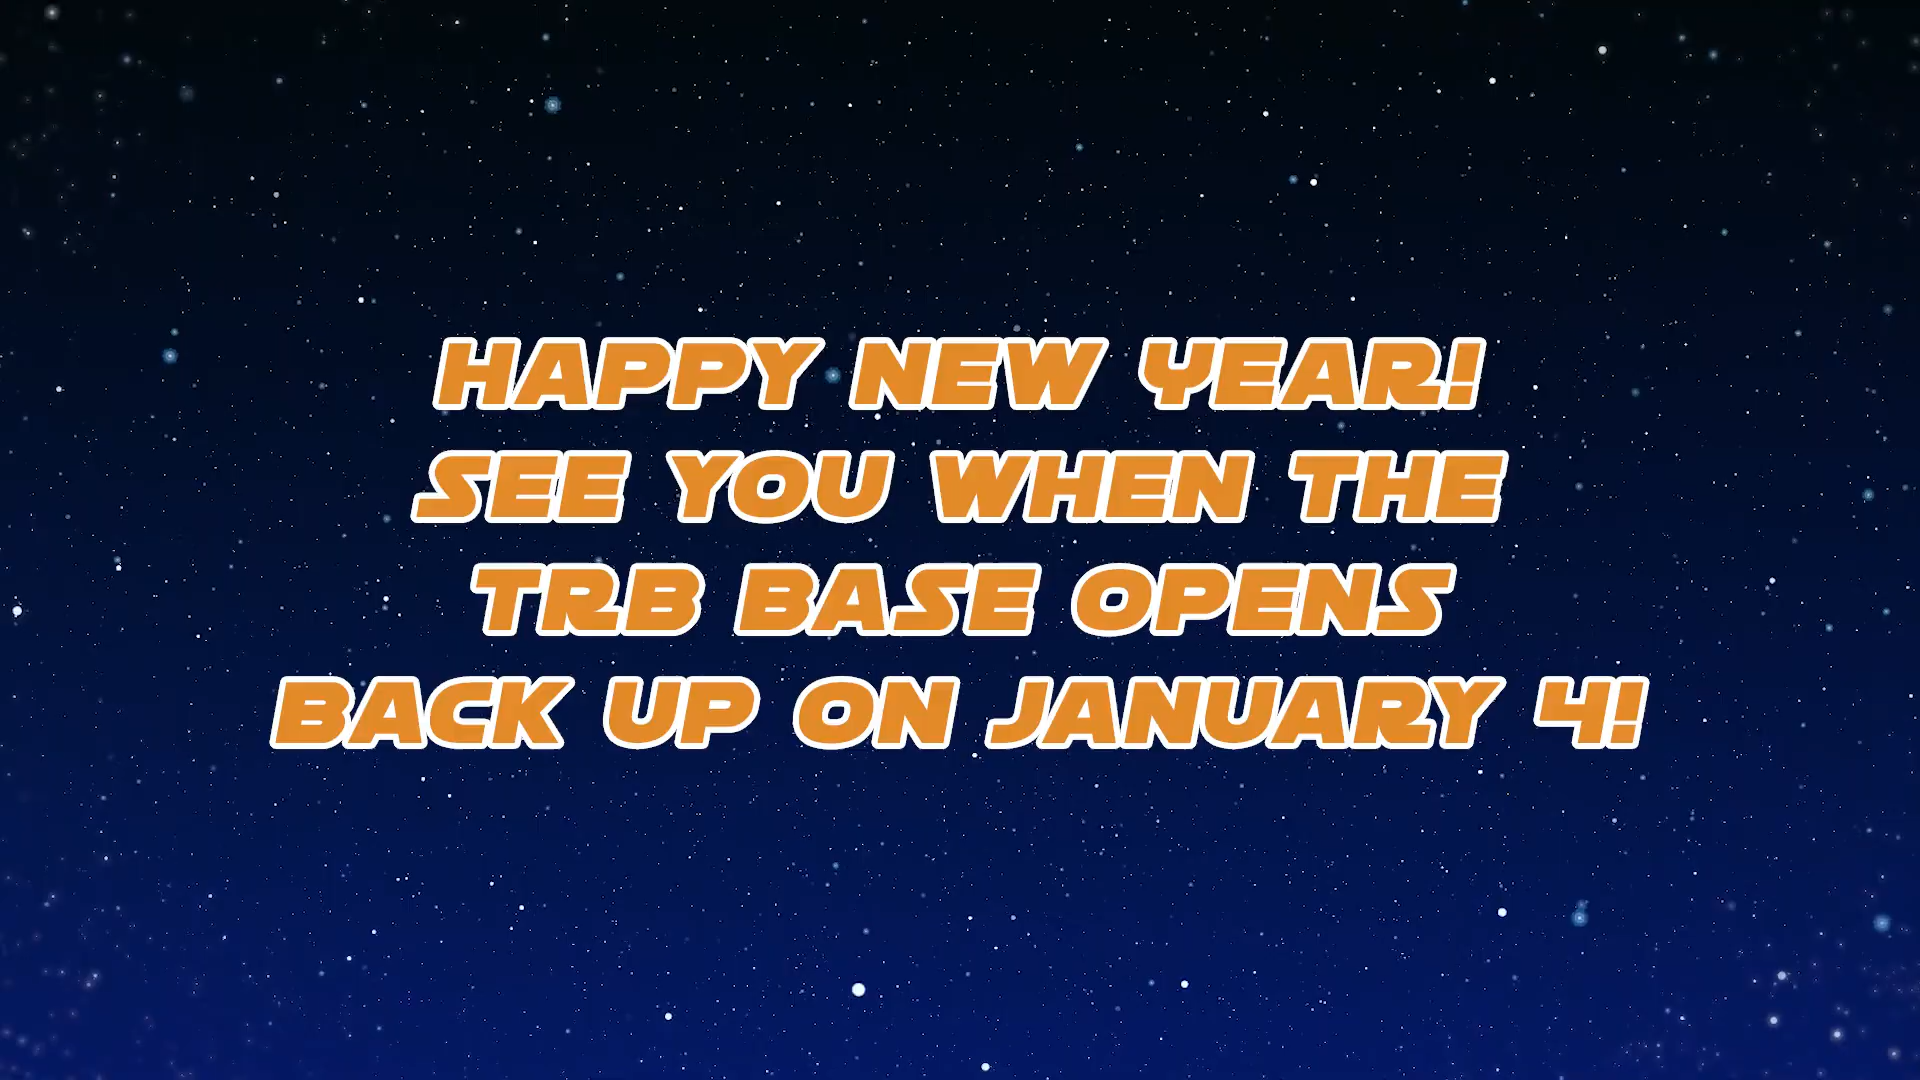 HAPPY NEW YEAR!
SEE YOU WHEN THE
TRB BASE OPENS
BACK UP ON JANUARY 4!